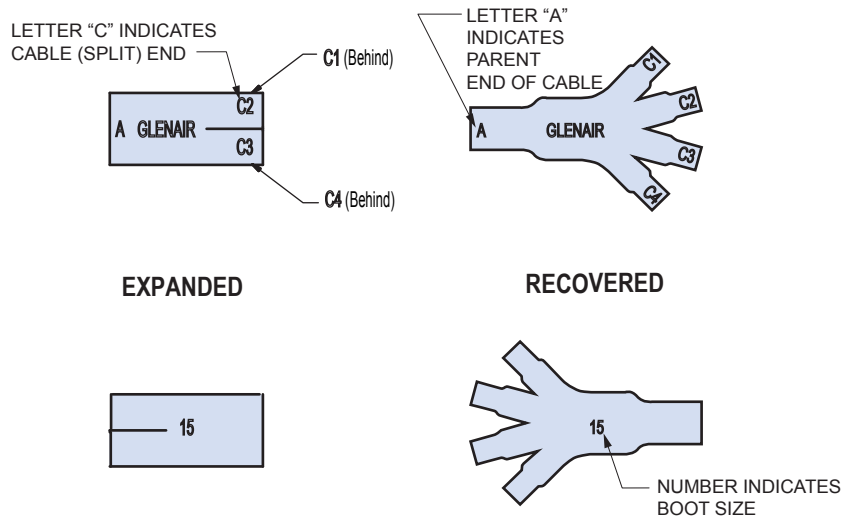 LETTER “C” INDICATES
CABLE (SPLIT) END
C1 (Behind)
C2
A GLENAIR
C3
C4 (Behind)
LETTER “A”
INDICATES
PARENT
END OF CABLE
C1
C2
A GLENAIR
C3
C4
EXPANDED
RECOVERED
15
15
NUMBER INDICATES
BOOT SIZE